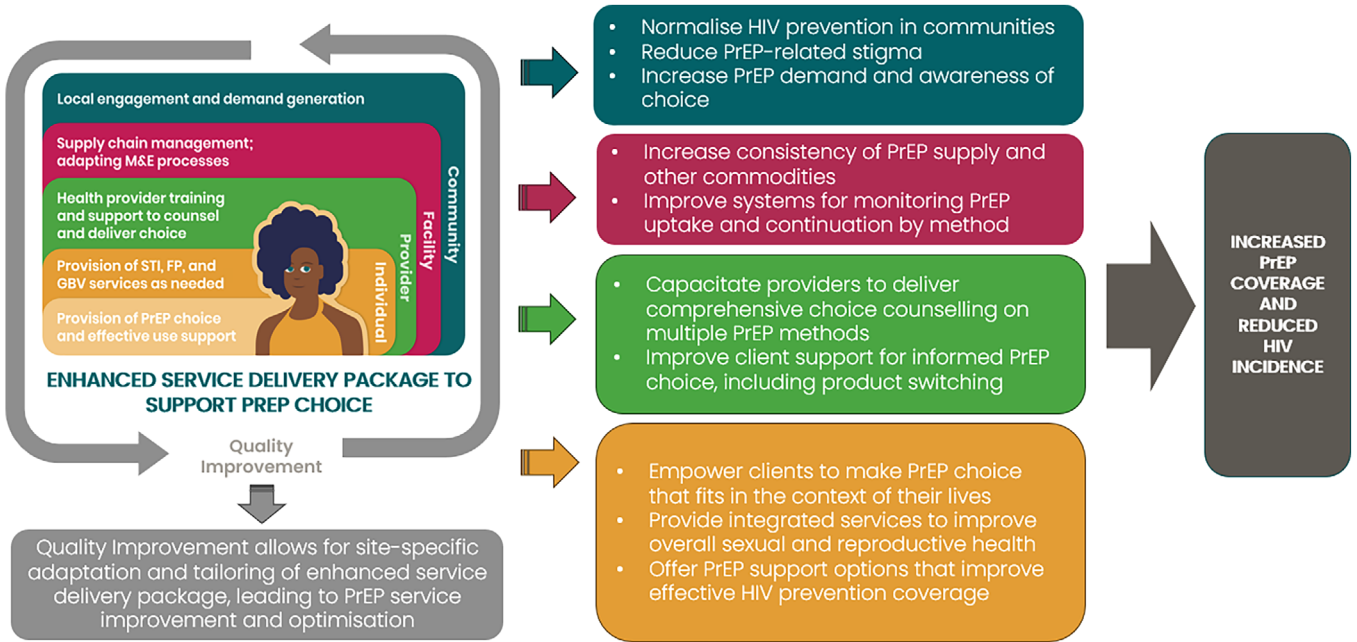 Local engagement and demand generation
Supply chain management;
adapting M&E processes
Health provider training
and support to counsel
and deliver choice
Provision of STI, FP, and
GBV services as needed
Provision of PrEP choice
and effective use support
Individual
Provider
Facility
Community
ENHANCED SERVICE DELIVERY PACKAGE TO
SUPPORT PREP CHOICE
Quality
Improvement
Quality Improvement allows for site-specific
adaptation and tailoring of enhanced service
delivery package, leading to PrEP service
improvement and optimisation
• Normalise HIV prevention in communities
• Reduce PrEP-related stigma
• Increase PrEP demand and awareness of
choice
• Increase consistency of PrEP supply and
other commodities
• Improve systems for monitoring PrEP
uptake and continuation by method
• Capacitate providers to deliver
comprehensive choice counselling on
multiple PrEP methods
• Improve client support for informed PrEP
choice, including product switching
• Empower clients to make PrEP choice
that fits in the context of their lives
• Provide integrated services to improve
overall sexual and reproductive health
• Offer PrEP support options that improve
effective HIV prevention coverage
INCREASED
PrEP
COVERAGE
AND
REDUCED
HIV
INCIDENCE